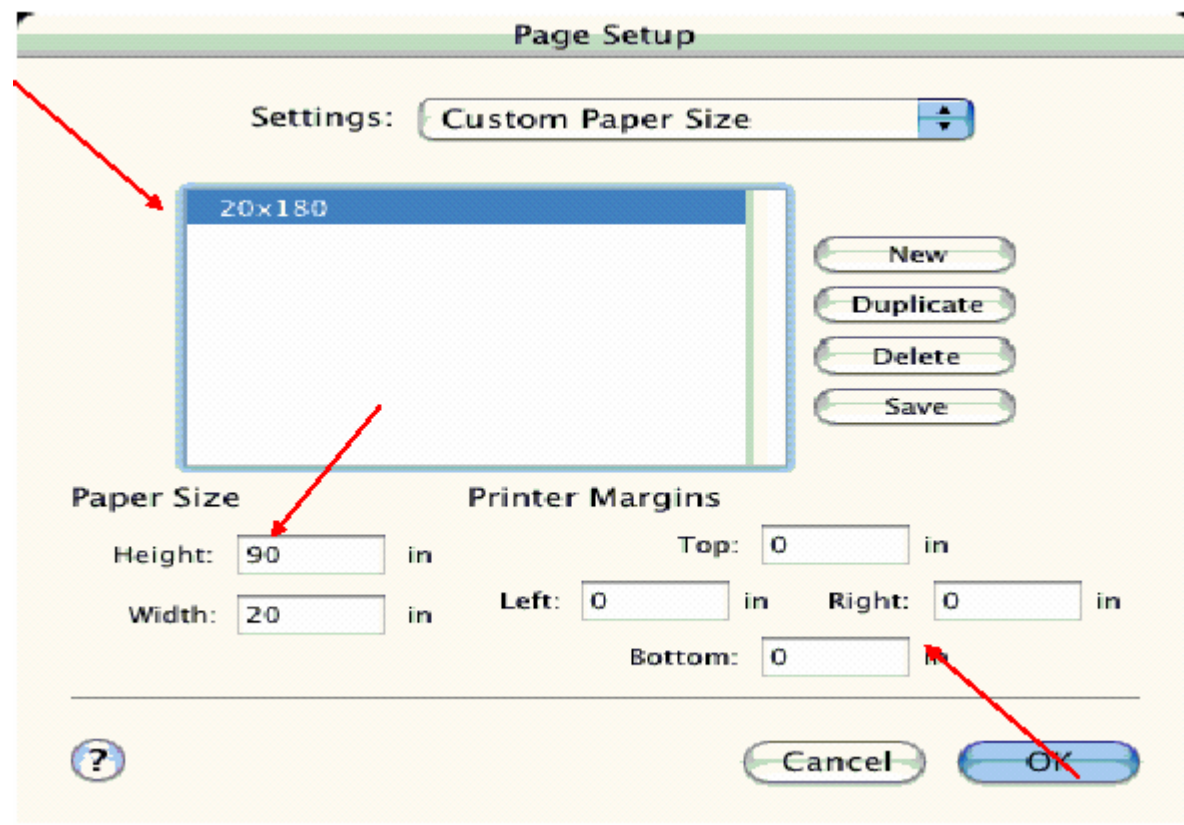 Page Setup
Settings: Custom Paper Size
20x180
New
Duplicate
Delete
Save
Paper Size
Printer Margins
Height: 90 in
Top: 0 in
Width: 20 in
Left: 0 in
Right: 0 in
Bottom: 0 in
?
Cancel
OK